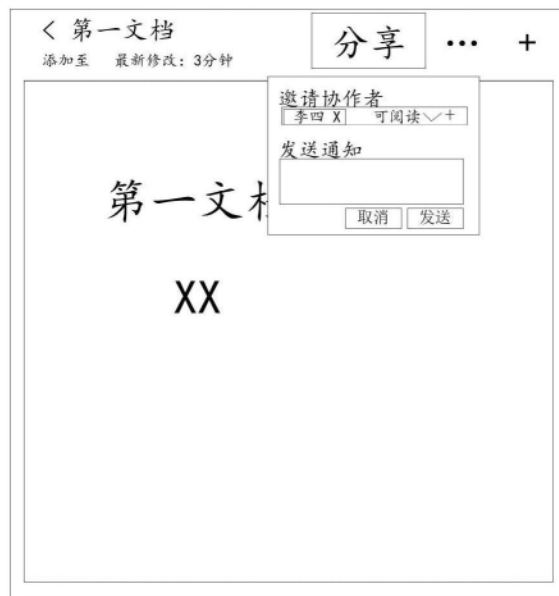 < 第一文档 分享 ··· +
添加至 最新修改：3分钟
邀请协作者
李四 X 可阅读 +
发送通知
取消 发送
第一文
XX